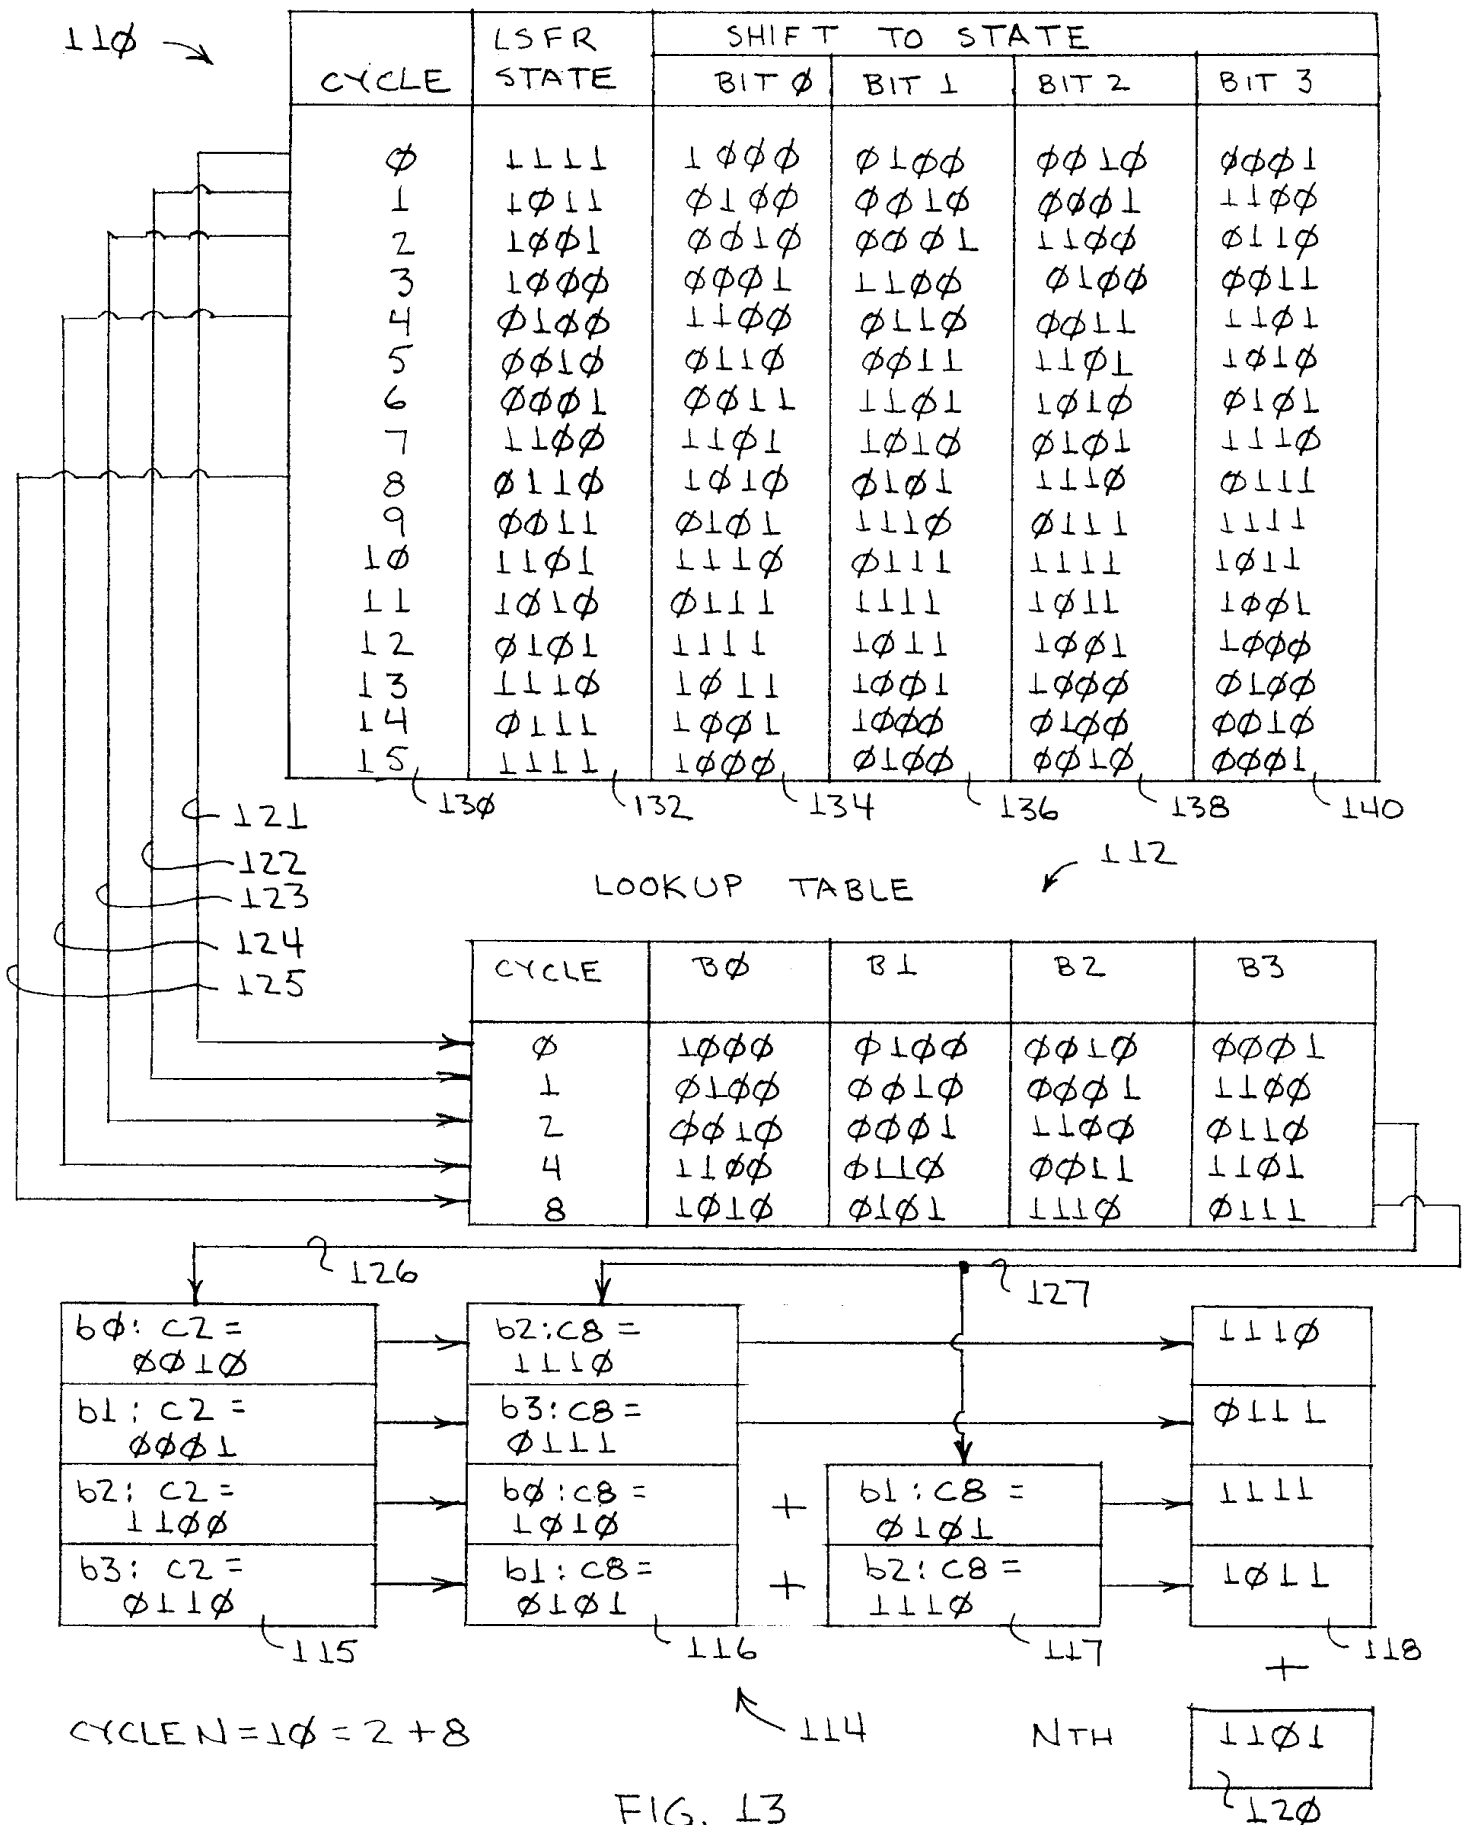 11Ø
LSFR SHIFT TO STATE
CYCLE STATE BIT Ø BIT 1 BIT 2 BIT 3
Ø 1111 1ØØØ Ø1ØØ ØØ1Ø ØØØ1
1 1Ø11 Ø1ØØ ØØ1Ø ØØØ1 11ØØ
2 1ØØ1 ØØ1Ø ØØØ1 11ØØ Ø11Ø
3 1ØØØ ØØØ1 11ØØ Ø1ØØ ØØ11
4 Ø1ØØ 11ØØ Ø11Ø ØØ11 11Ø1
5 ØØ1Ø Ø11Ø ØØ11 11Ø1 1Ø1Ø
6 ØØØ1 ØØ11 11Ø1 1Ø1Ø Ø1Ø1
7 11ØØ 11Ø1 1Ø1Ø Ø1Ø1 111Ø
8 Ø11Ø 1Ø1Ø Ø1Ø1 111Ø Ø111
9 ØØ11 Ø1Ø1 111Ø Ø111 1111
1Ø 11Ø1 111Ø Ø111 1111 1Ø11
11 1Ø1Ø Ø111 1111 1Ø11 1ØØ1
12 Ø1Ø1 1111 1Ø11 1ØØ1 1ØØØ
13 111Ø 1Ø11 1ØØ1 1ØØØ Ø1ØØ
14 Ø111 1ØØ1 1ØØØ Ø1ØØ ØØ1Ø
15 1111 1ØØØ Ø1ØØ ØØ1Ø ØØØ1
13Ø 132 134 136 138 140
121
122
123
124
125
LOOKUP TABLE 112
CYCLE BØ B1 B2 B3
Ø 1ØØØ Ø1ØØ ØØ1Ø ØØØ1
1 Ø1ØØ ØØ1Ø ØØØ1 11ØØ
2 ØØ1Ø ØØØ1 11ØØ Ø11Ø
4 11ØØ Ø11Ø ØØ11 11Ø1
8 1Ø1Ø Ø1Ø1 111Ø Ø111
126 127
bØ: C2 = b2:C8 = 111Ø
ØØ1Ø 111Ø
b1: C2 = b3:C8 = Ø111
ØØØ1 Ø111
b2: C2 = bØ:C8 = + b1:C8 = 1111
11ØØ 1Ø1Ø Ø1Ø1
b3: C2 = b1:C8 = + b2:C8 = 1Ø11
Ø11Ø Ø1Ø1 111Ø
115 116 117 118
+
CYCLE N = 1Ø = 2 + 8 114 NTH 11Ø1
12Ø
FIG. 13